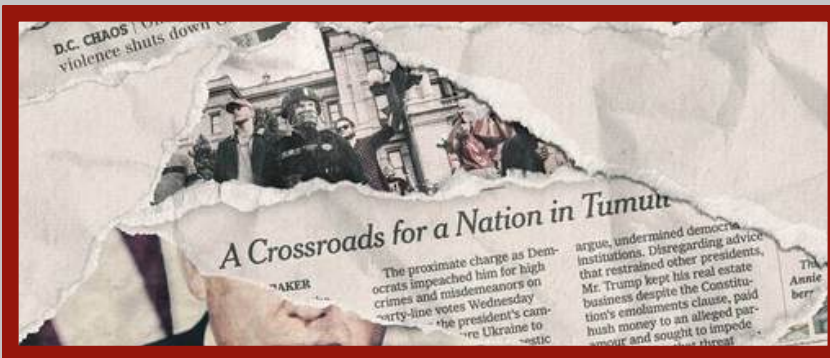 D.C. CHAOS
violence shuts down
A Crossroads for a Nation in Tumult
The proximate charge as Dem-
ocrats impeached him for high
crimes and misdemeanors on
party-line votes Wednesday
the president's cam-
Ukraine to
argue, undermined democra
institutions. Disregarding advice
that restrained other presidents,
Mr. Trump kept his real estate
business despite the Constitu-
tion's emoluments clause, paid
hush money to an alleged par-
amour and sought to impede
that threat
Annie